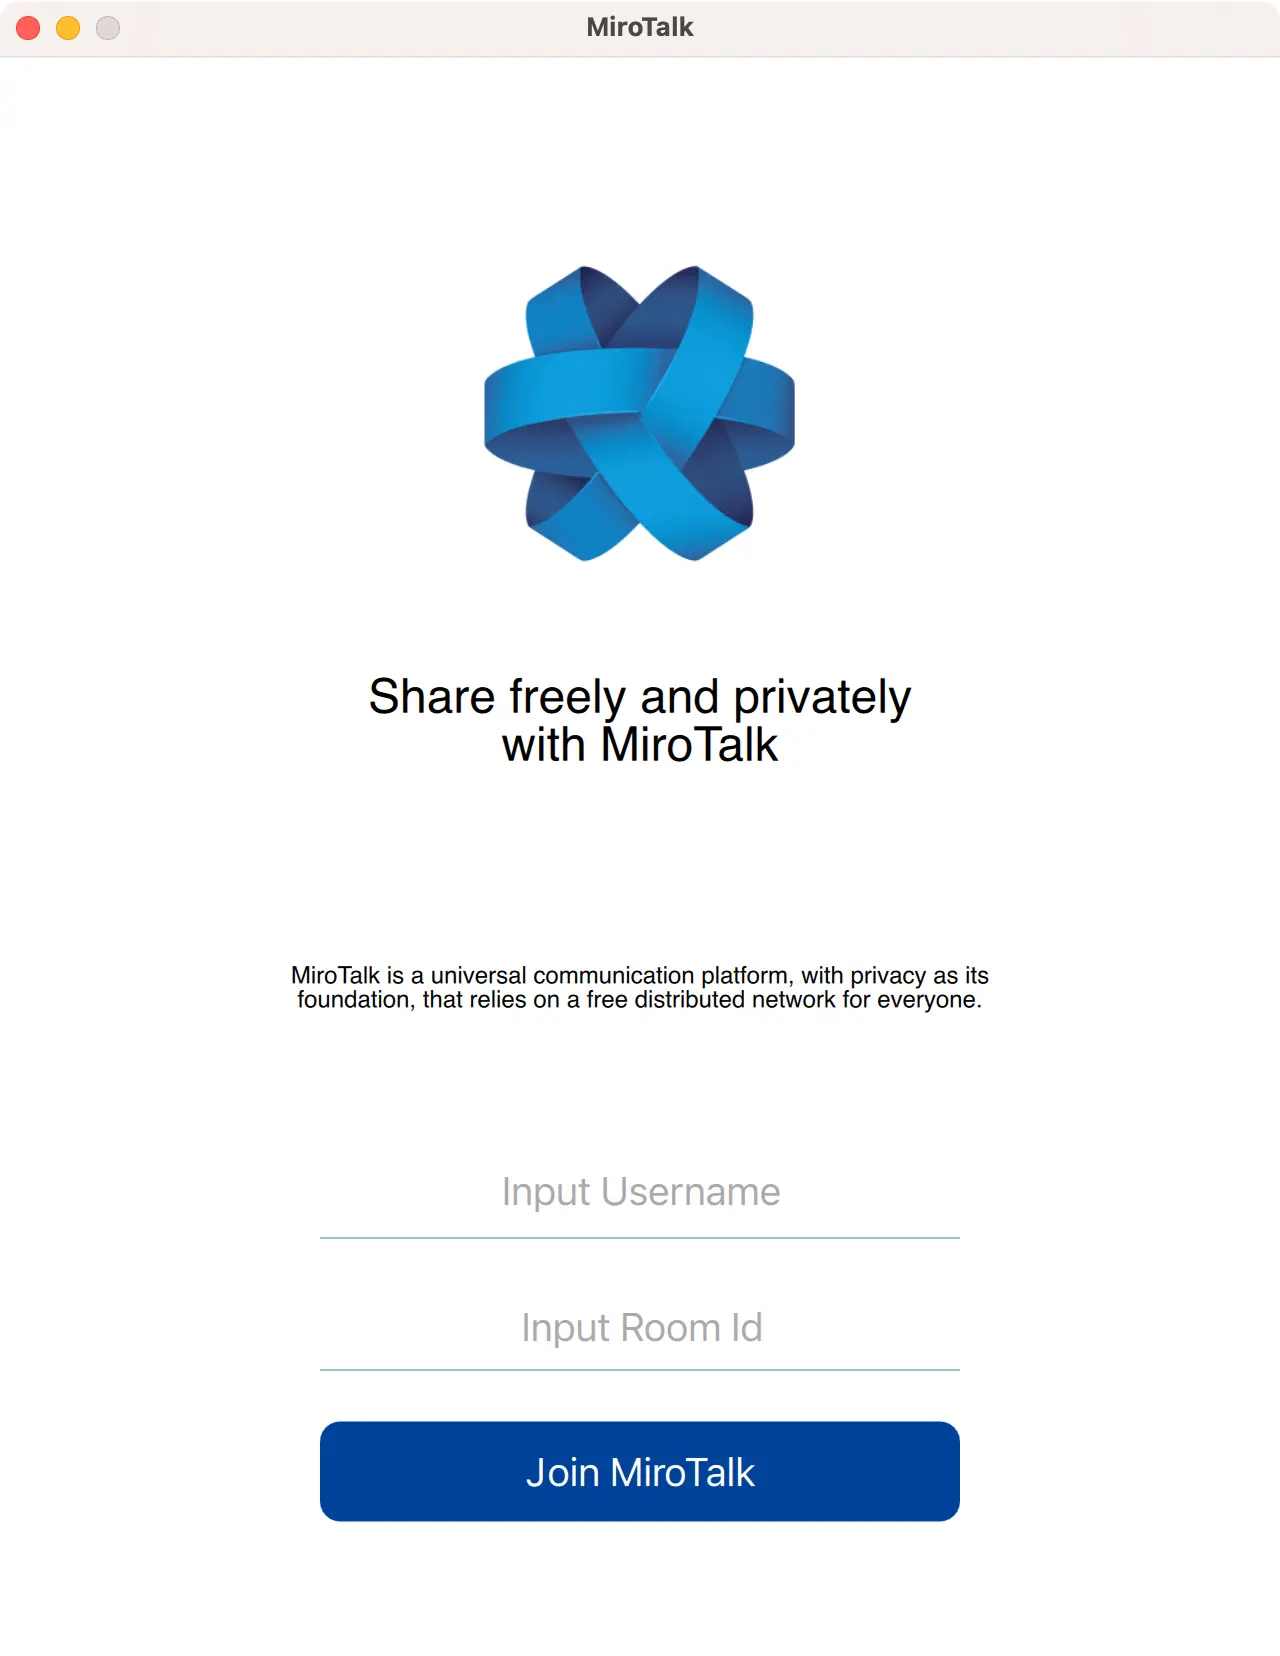 MiroTalk
Share freely and privately
with MiroTalk
MiroTalk is a universal communication platform, with privacy as its
foundation, that relies on a free distributed network for everyone.
Input Username
Input Room Id
Join MiroTalk